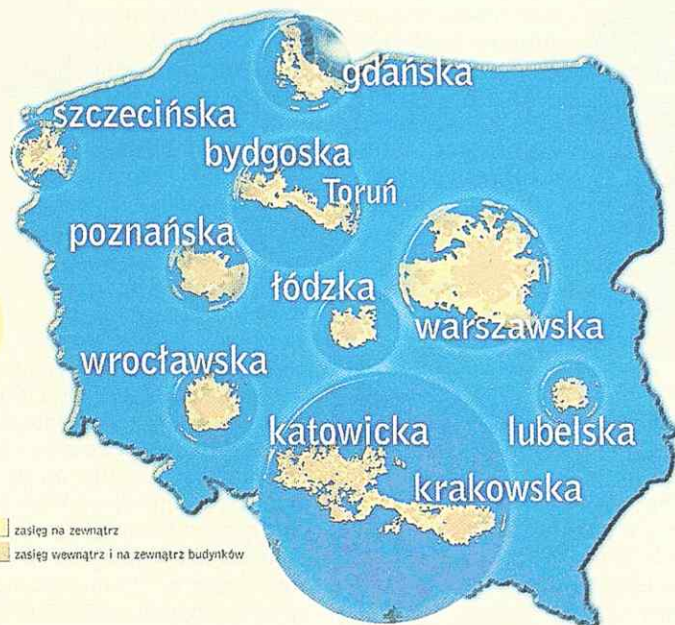 gdańska
szczecińska
bydgoska
Toruń
poznańska
łódzka
warszawska
wrocławska
katowicka
lubelska
krakowska
zasięg na zewnątrz
zasięg wewnątrz i na zewnątrz budynków